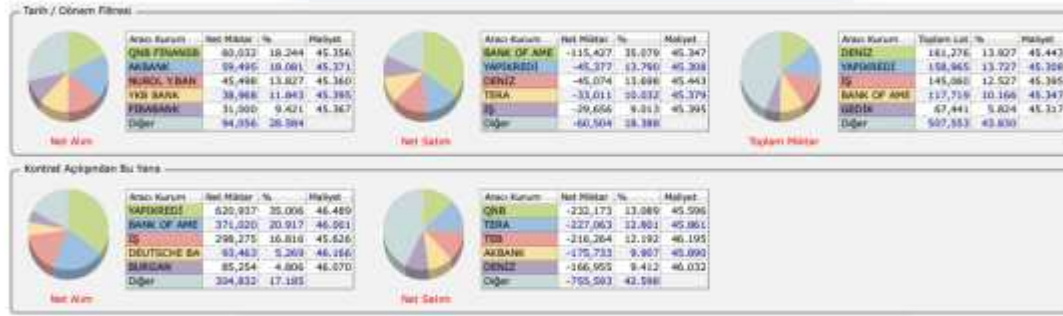 Tarih / Dönem Filtresi
Aracı Kurum Net Miktar % Maliyet
QNB FINANSB 60,032 18.244 45.356
AKBANK 59,495 18.081 45.371
NUROL Y.BAN 45,498 13.827 45.360
YKB BANK 38,968 11.843 45.395
FIBABANK 31,000 9.421 45.367
Diğer 94,056 28.584
Net Alım
Aracı Kurum Net Miktar % Maliyet
BANK OF AME -115,427 35.079 45.347
YAPIKREDİ -45,377 13.790 45.308
DENİZ -45,074 13.698 45.443
TERA -33,011 10.032 45.379
İŞ -29,656 9.013 45.395
Diğer -60,504 18.388
Net Satım
Aracı Kurum Toplam Lot % Maliyet
DENİZ 161,276 13.927 45.443
YAPIKREDİ 158,965 13.727 45.308
İŞ 145,080 12.527
BANK OF AME 117,719 10.166 45.347
GEDİK 67,441 5.824
Diğer 507,553 43.830
Toplam Miktar
Kontrat Açılışından Bu Yana
Aracı Kurum Net Miktar % Maliyet
YAPIKREDİ 620,937 35.006 46.489
BANK OF AME 371,020 20.917 46.001
İŞ 298,275 16.816 45.626
DEUTSCHE BA 93,463 5.269 46.166
BURGAN 85,254 4.806 46.070
Diğer 304,832 17.185
Net Alım
Aracı Kurum Net Miktar % Maliyet
QNB -232,173 13.089 45.596
TERA -227,063 12.801 45.861
TEB -216,264 12.192 46.195
AKBANK -175,733 9.907 45.890
DENİZ -166,955 9.412 46.032
Diğer -755,593 42.598
Net Satım